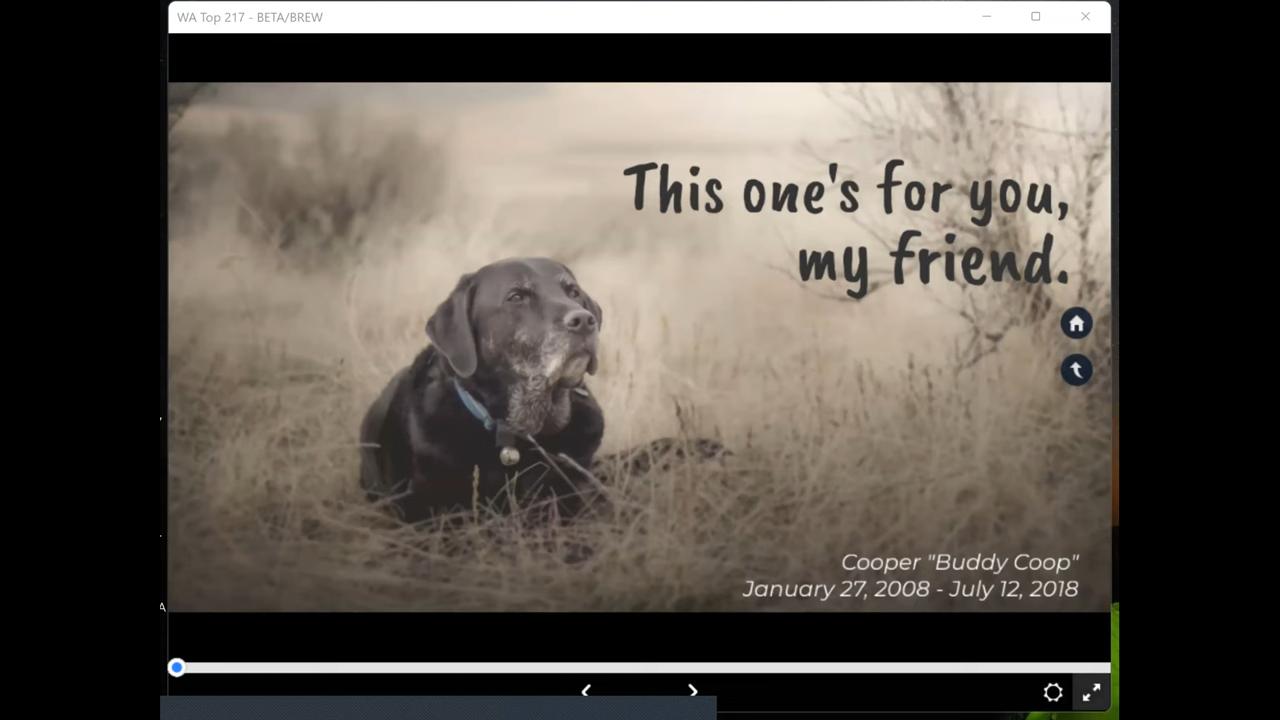 WA Top 217 - BETA/BREW
This one's for you,
my friend.
Cooper "Buddy Coop"
January 27, 2008 - July 12, 2018
A